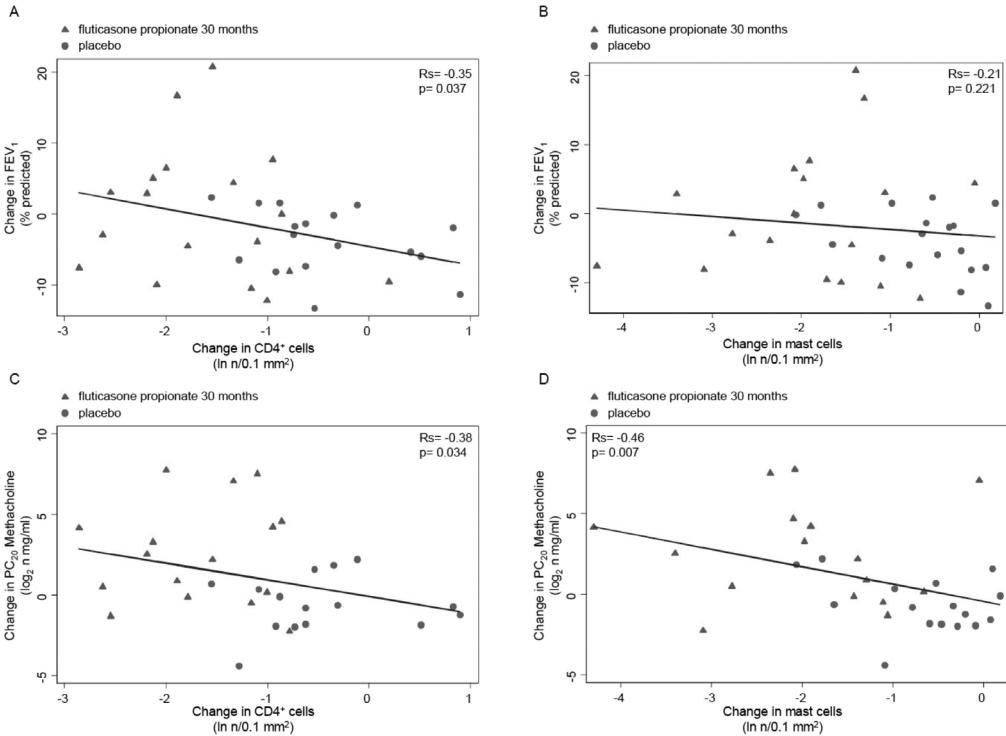 A
▲ fluticasone propionate 30 months
● placebo
Rs= -0.35
p= 0.037
Change in FEV₁
(% predicted)
20
10
0
-10
-3 -2 -1 0 1
Change in CD4⁺ cells
(ln n/0.1 mm²)
B
▲ fluticasone propionate 30 months
● placebo
Rs= -0.21
p= 0.221
Change in FEV₁
(% predicted)
20
10
0
-10
-4 -3 -2 -1 0
Change in mast cells
(ln n/0.1 mm²)
C
▲ fluticasone propionate 30 months
● placebo
Rs= -0.38
p= 0.034
Change in PC₂₀ Methacholine
(log₂ n mg/ml)
10
5
0
-5
-3 -2 -1 0 1
Change in CD4⁺ cells
(ln n/0.1 mm²)
D
▲ fluticasone propionate 30 months
● placebo
Rs= -0.46
p= 0.007
Change in PC₂₀ Methacholine
(log₂ n mg/ml)
10
5
0
-5
-4 -3 -2 -1 0
Change in mast cells
(ln n/0.1 mm²)